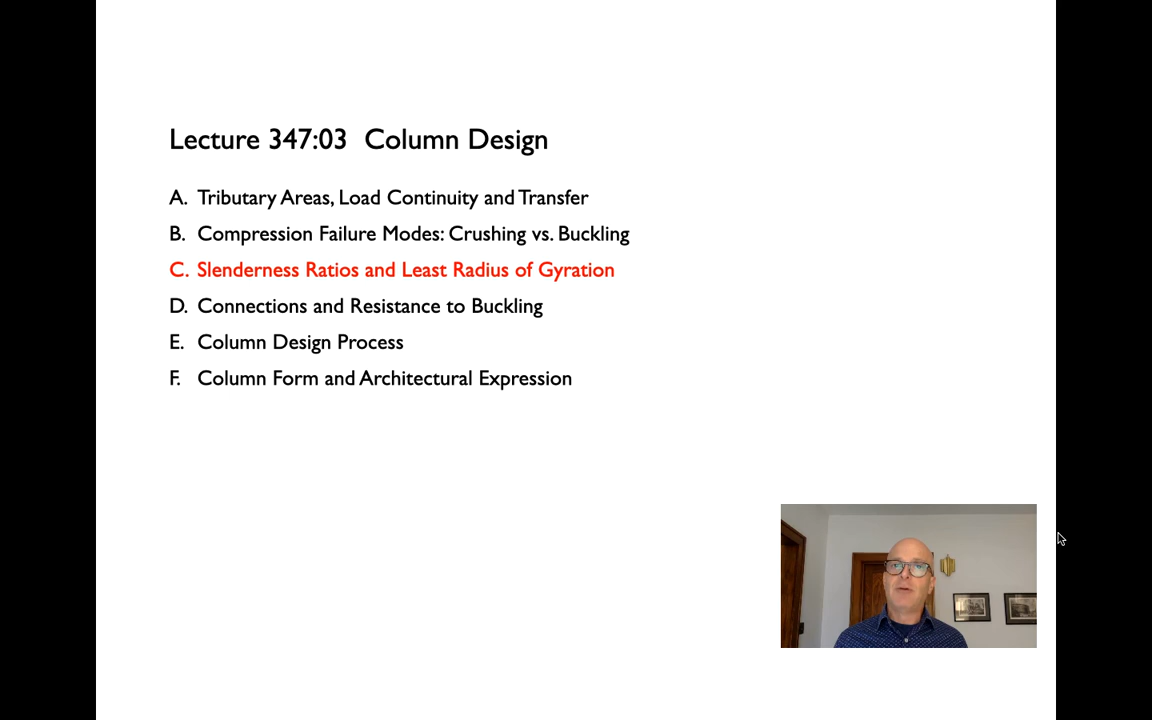 Lecture 347:03 Column Design
A. Tributary Areas, Load Continuity and Transfer
B. Compression Failure Modes: Crushing vs. Buckling
C. Slenderness Ratios and Least Radius of Gyration
D. Connections and Resistance to Buckling
E. Column Design Process
F. Column Form and Architectural Expression